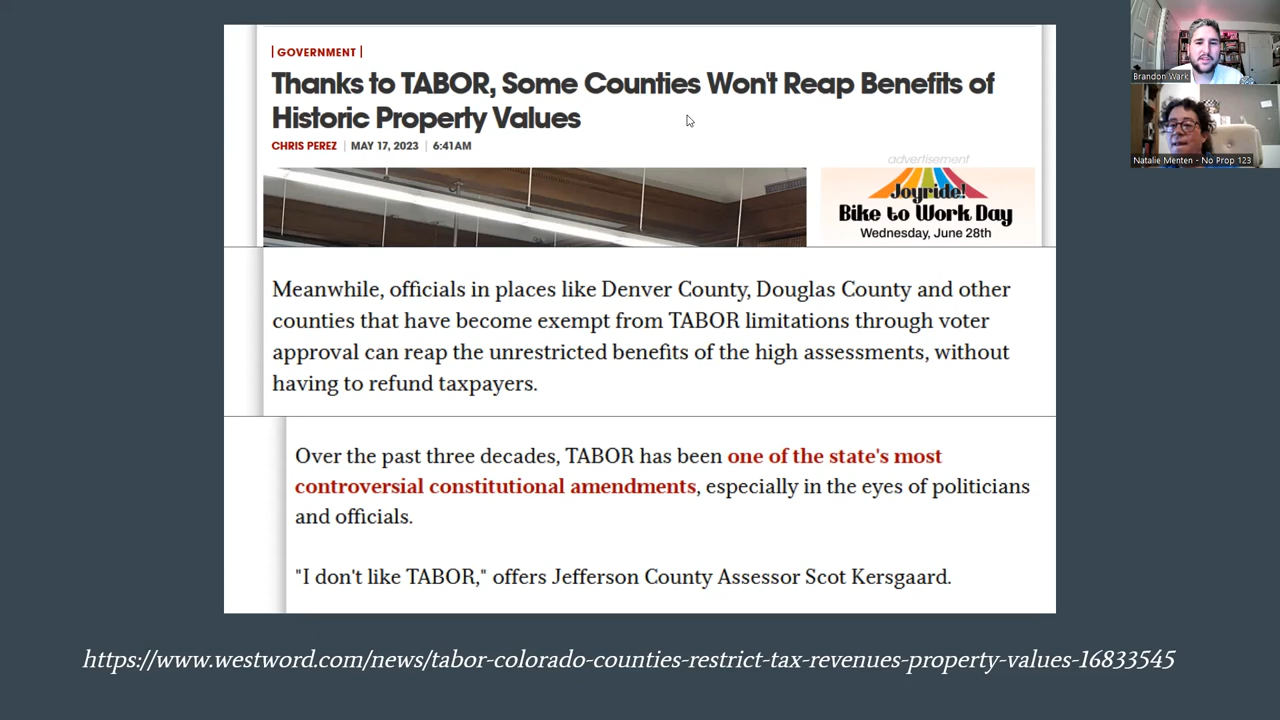 | GOVERNMENT |
Thanks to TABOR, Some Counties Won't Reap Benefits of
Historic Property Values
CHRIS PEREZ | MAY 17, 2023 | 6:41AM
advertisement
Joyride!
Bike to Work Day
Wednesday, June 28th
Meanwhile, officials in places like Denver County, Douglas County and other
counties that have become exempt from TABOR limitations through voter
approval can reap the unrestricted benefits of the high assessments, without
having to refund taxpayers.
Over the past three decades, TABOR has been one of the state's most
controversial constitutional amendments, especially in the eyes of politicians
and officials.
"I don't like TABOR," offers Jefferson County Assessor Scot Kersgaard.
https://www.westword.com/news/tabor-colorado-counties-restrict-tax-revenues-property-values-16833545
Brandon Wark
Natalie Menten - No Prop 123